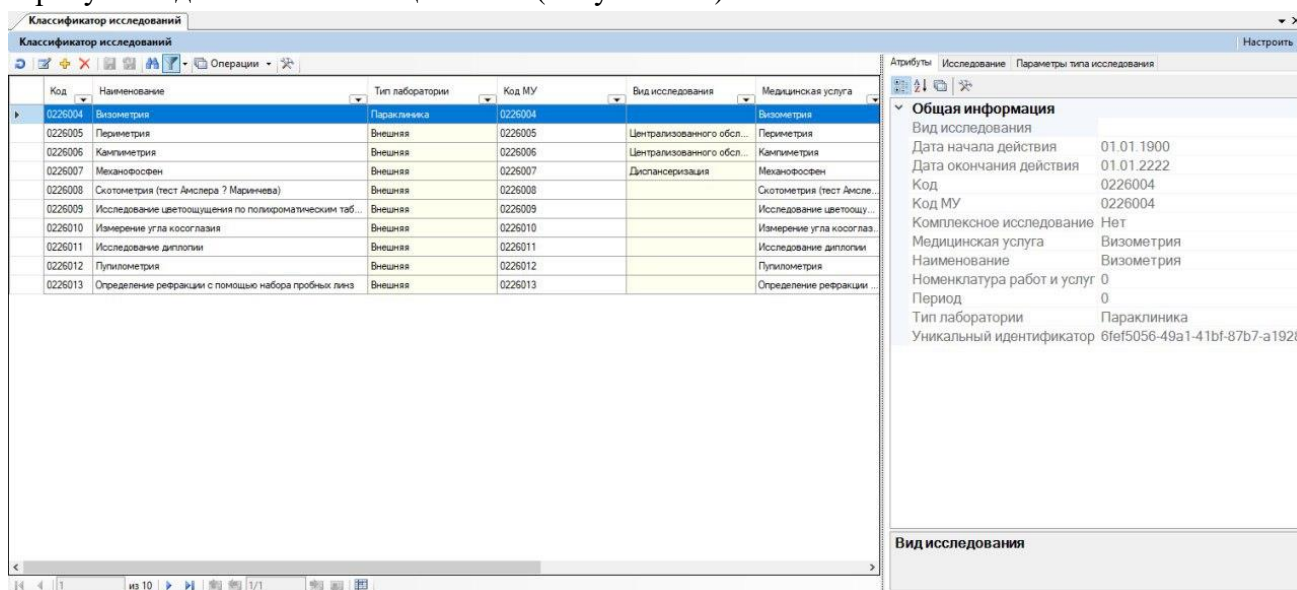 Классификатор исследований
Классификатор исследований
Настроить
Операции
Код Наименование Тип лаборатории Код МУ Вид исследования Медицинская услуга
0226004 Визометрия Параклиника 0226004 Визометрия
0226005 Периметрия Внешняя 0226005 Централизованного обсл... Периметрия
0226006 Кампиметрия Внешняя 0226006 Централизованного обсл... Кампиметрия
0226007 Механофосфен Внешняя 0226007 Диспансеризация Механофосфен
0226008 Скотометрия (тест Амслера ? Маринчева) Внешняя 0226008 Скотометрия (тест Амсле...
0226009 Исследование цветоощущения по полихроматическим таб... Внешняя 0226009 Исследование цветоощу...
0226010 Измерение угла косоглазия Внешняя 0226010 Измерение угла косоглаз...
0226011 Исследование диплопии Внешняя 0226011 Исследование диплопии
0226012 Пупилометрия Внешняя 0226012 Пупилометрия
0226013 Определение рефракции с помощью набора пробных линз Внешняя 0226013 Определение рефракции ...
1 из 10 1/1
Атрибуты Исследование Параметры типа исследования
Общая информация
Вид исследования
Дата начала действия 01.01.1900
Дата окончания действия 01.01.2222
Код 0226004
Код МУ 0226004
Комплексное исследование Нет
Медицинская услуга Визометрия
Наименование Визометрия
Номенклатура работ и услуг 0
Период 0
Тип лаборатории Параклиника
Уникальный идентификатор 6fef5056-49a1-41bf-87b7-a1928
Вид исследования